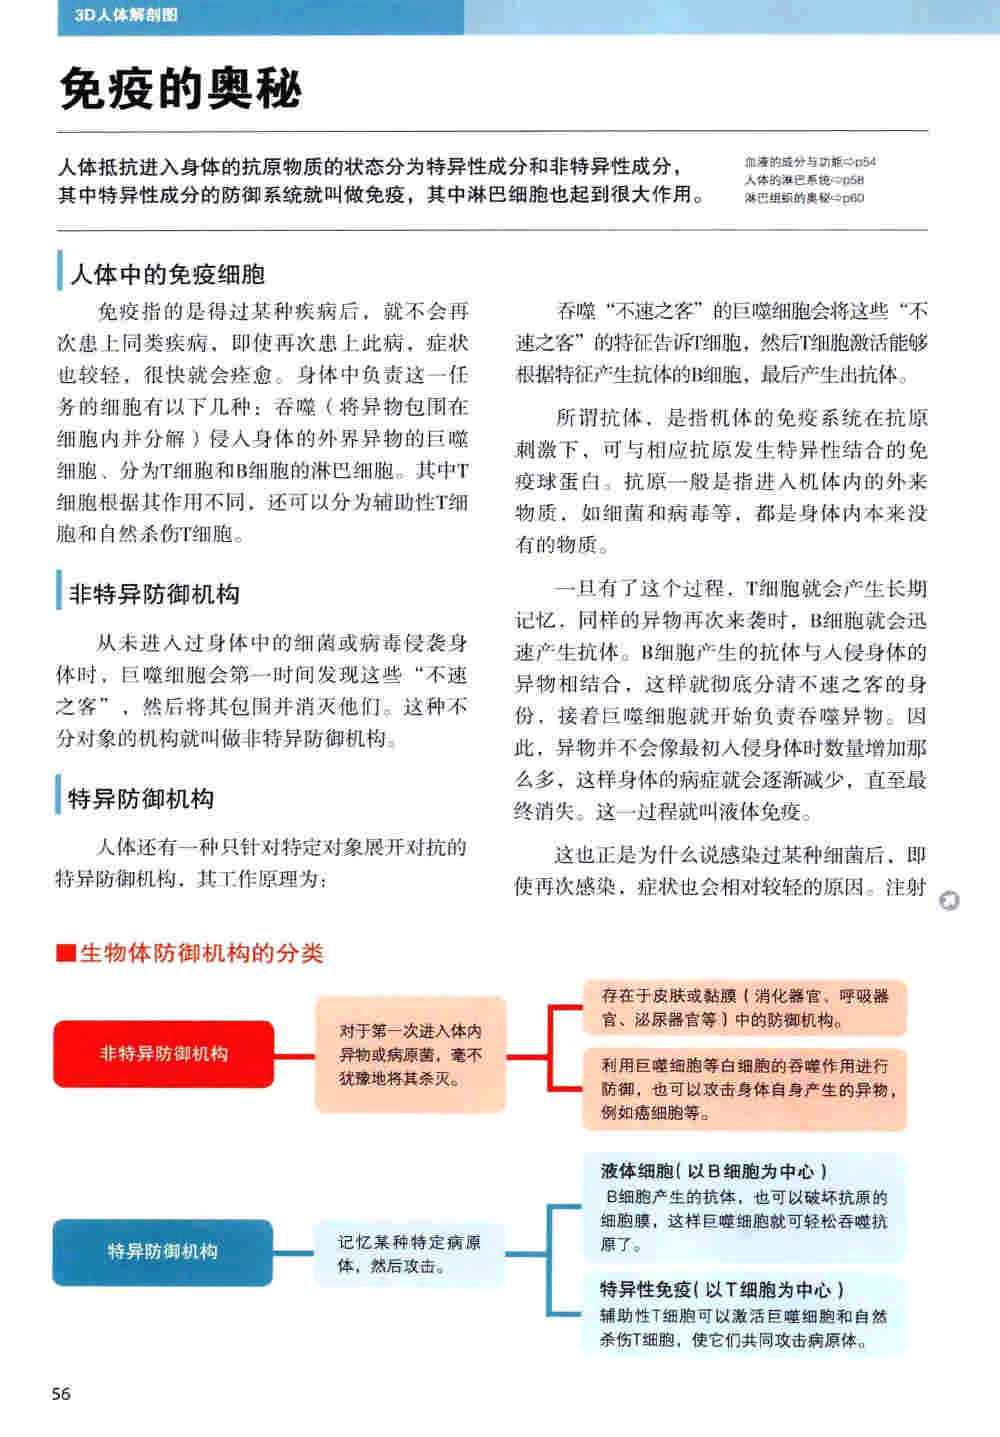 3D人体解剖图
免疫的奥秘
人体抵抗进入身体的抗原物质的状态分为特异性成分和非特异性成分，
其中特异性成分的防御系统就叫做免疫，其中淋巴细胞也起到很大作用。
血液的成分与功能⇨p54
人体的淋巴系统⇨p58
淋巴组织的奥秘⇨p60
人体中的免疫细胞
免疫指的是得过某种疾病后，就不会再
次患上同类疾病，即使再次患上此病，症状
也较轻，很快就会痊愈。身体中负责这一任
务的细胞有以下几种：吞噬（将异物包围在
细胞内并分解）侵入身体的外界异物的巨噬
细胞、分为T细胞和B细胞的淋巴细胞。其中T
细胞根据其作用不同，还可以分为辅助性T细
胞和自然杀伤T细胞。
非特异防御机构
从未进入过身体中的细菌或病毒侵袭身
体时，巨噬细胞会第一时间发现这些“不速
之客”，然后将其包围并消灭他们。这种不
分对象的机构就叫做非特异防御机构。
特异防御机构
人体还有一种只针对特定对象展开对抗的
特异防御机构，其工作原理为：
吞噬“不速之客”的巨噬细胞会将这些“不
速之客”的特征告诉T细胞，然后T细胞激活能够
根据特征产生抗体的B细胞，最后产生出抗体。
所谓抗体，是指机体的免疫系统在抗原
刺激下，可与相应抗原发生特异性结合的免
疫球蛋白。抗原一般是指进入机体内的外来
物质，如细菌和病毒等，都是身体内本来没
有的物质。
一旦有了这个过程，T细胞就会产生长期
记忆，同样的异物再次来袭时，B细胞就会迅
速产生抗体。B细胞产生的抗体与入侵身体的
异物相结合，这样就彻底分清不速之客的身
份，接着巨噬细胞就开始负责吞噬异物。因
此，异物并不会像最初入侵身体时数量增加那
么多，这样身体的病症就会逐渐减少，直至最
终消失。这一过程就叫液体免疫。
这也正是为什么说感染过某种细菌后，即
使再次感染，症状也会相对较轻的原因。注射
■生物体防御机构的分类
非特异防御机构
对于第一次进入体内
异物或病原菌，毫不
犹豫地将其杀灭。
存在于皮肤或黏膜（消化器官、呼吸器
官、泌尿器官等）中的防御机构。
利用巨噬细胞等白细胞的吞噬作用进行
防御，也可以攻击身体自身产生的异物，
例如癌细胞等。
特异防御机构
记忆某种特定病原
体，然后攻击。
液体细胞（以B细胞为中心）
B细胞产生的抗体，也可以破坏抗原的
细胞膜，这样巨噬细胞就可轻松吞噬抗
原了。
特异性免疫（以T细胞为中心）
辅助性T细胞可以激活巨噬细胞和自然
杀伤T细胞，使它们共同攻击病原体。
56